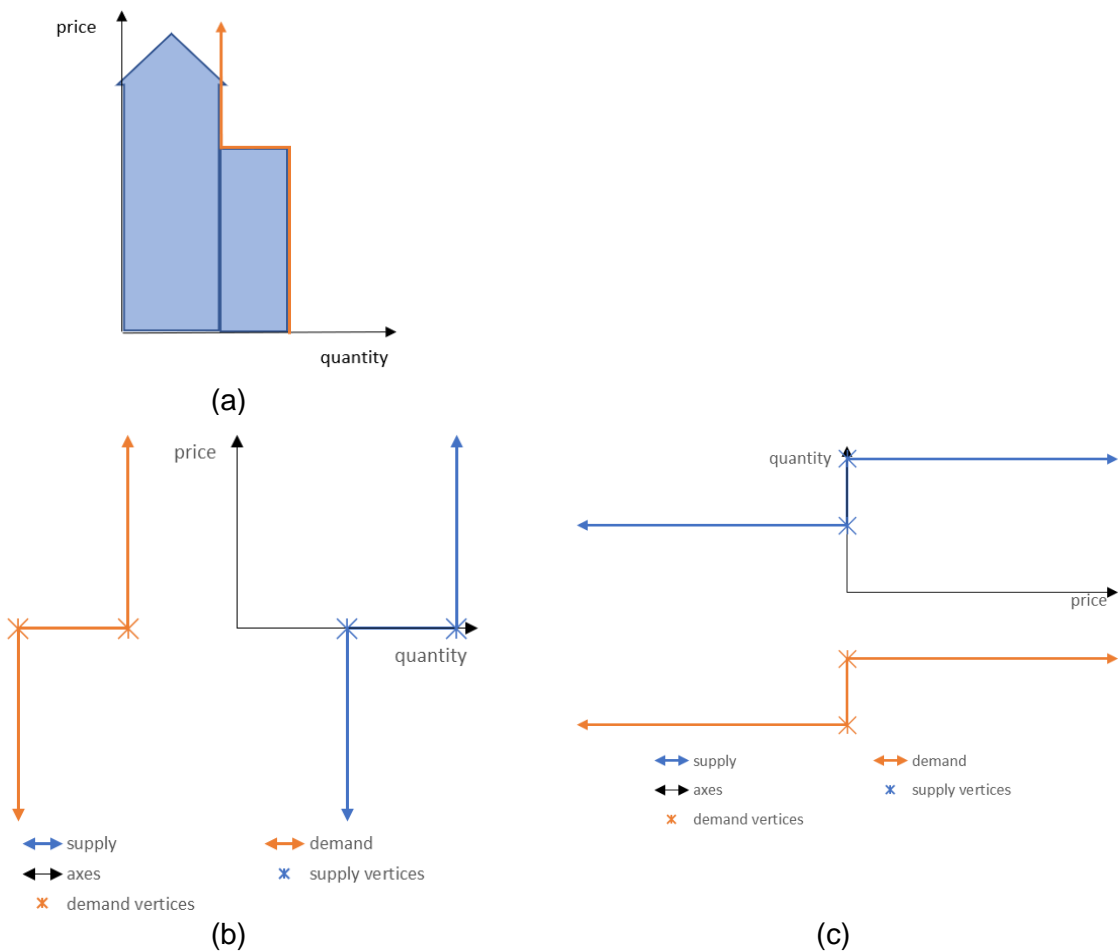 price
quantity
(a)
price
quantity
supply
demand
axes
supply vertices
demand vertices
(b)
quantity
price
supply
demand
axes
supply vertices
demand vertices
(c)